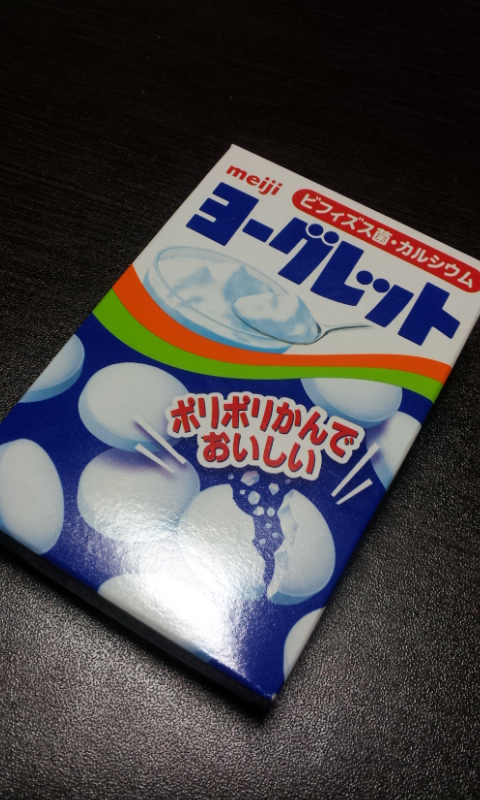 meiji
ビフィズス菌・カルシウム
ヨーグレット
ポリポリかんで
おいしい